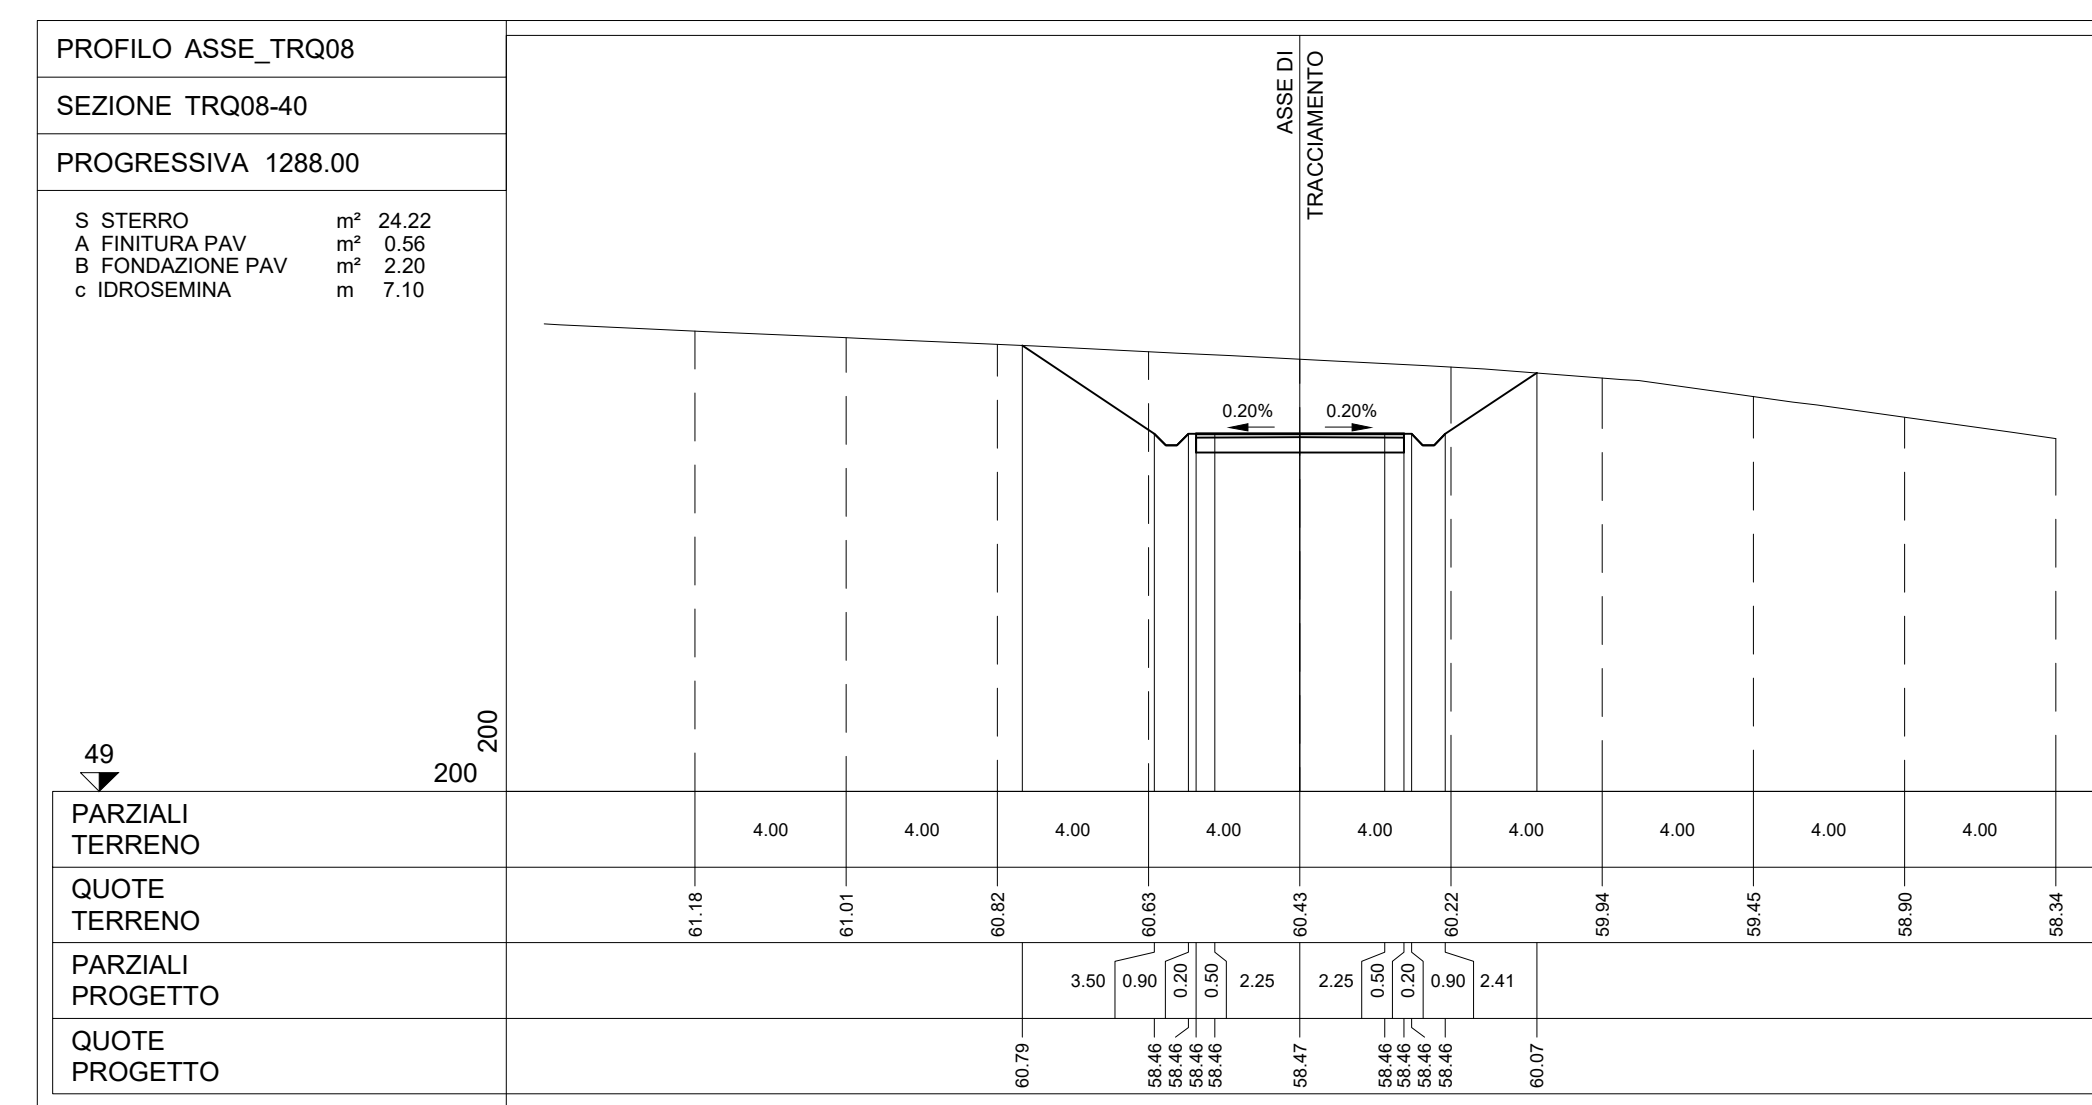 PROFILO ASSE_TRQ08
SEZIONE TRQ08-40
PROGRESSIVA 1288.00
S STERRO m² 24.22
A FINITURA PAV m² 0.56
B FONDAZIONE PAV m² 2.20
c IDROSEMINA m 7.10
ASSE DI
TRACCIAMENTO
0.20% 0.20%
49
200
200
PARZIALI
TERRENO
4.00 4.00 4.00 4.00 4.00 4.00 4.00 4.00 4.00
QUOTE
TERRENO
61.18 61.01 60.82 60.63 60.43 60.22 59.94 59.45 58.90 58.34
PARZIALI
PROGETTO
3.50 0.90 0.20 0.50 2.25 2.25 0.50 0.20 0.90 2.41
QUOTE
PROGETTO
60.79 58.46 58.46 58.46 58.46 58.47 58.46 58.46 58.46 58.46 60.07